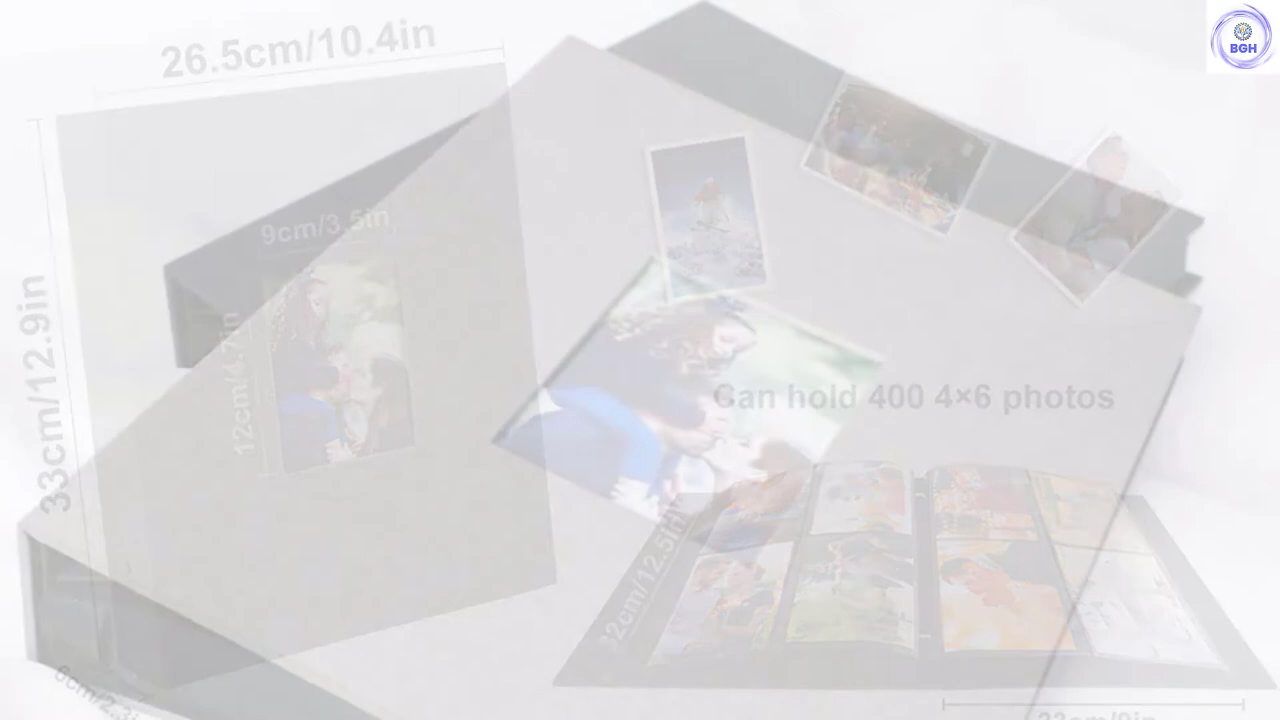 BGH
26.5cm/10.4in
9cm/3.5in
33cm/12.9in
12cm/4.7in
Can hold 400 4×6 photos